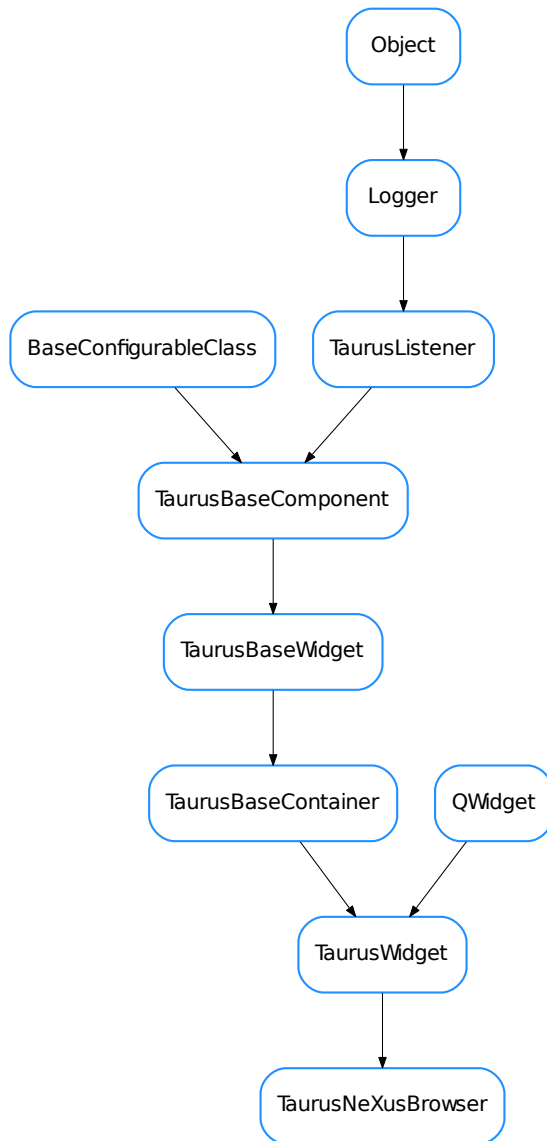 Object
Logger
BaseConfigurableClass
TaurusListener
TaurusBaseComponent
TaurusBaseWidget
TaurusBaseContainer
QWidget
TaurusWidget
TaurusNeXusBrowser